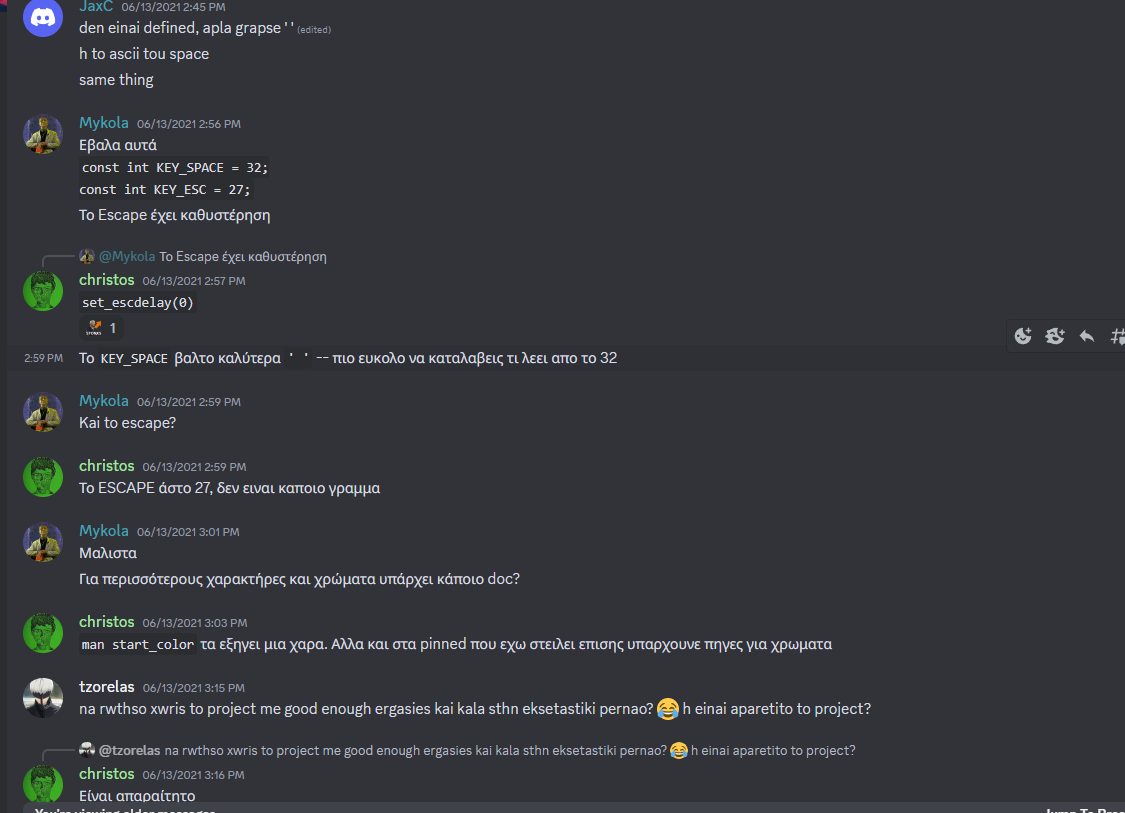 JaxC 06/13/2021 2:45 PM
den einai defined, apla grapse ' ' (edited)
h to ascii tou space
same thing
Mykola 06/13/2021 2:56 PM
Εβαλα αυτά
const int KEY_SPACE = 32;
const int KEY_ESC = 27;
Το Escape έχει καθυστέρηση
@Mykola Το Escape έχει καθυστέρηση
christos 06/13/2021 2:57 PM
set_escdelay(0)
1
2:59 PM Το KEY_SPACE βαλτο καλύτερα ' ' -- πιο ευκολο να καταλαβεις τι λεει απο το 32
Mykola 06/13/2021 2:59 PM
Και to escape?
christos 06/13/2021 2:59 PM
Το ESCAPE άστο 27, δεν ειναι καποιο γραμμα
Mykola 06/13/2021 3:01 PM
Μαλιστα
Για περισσότερους χαρακτήρες και χρώματα υπάρχει κάποιο doc?
christos 06/13/2021 3:03 PM
man start_color τα εξηγει μια χαρα. Αλλα και στα pinned που εχω στειλει επισης υπαρχουνε πηγες για χρωματα
tzorelas 06/13/2021 3:15 PM
na rwthso xwris to project me good enough ergasies kai kala sthn eksetastiki pernao? 😂 h einai aparetito to project?
@tzorelas na rwthso xwris to project me good enough ergasies kai kala sthn eksetastiki pernao? 😂 h einai aparetito to project?
christos 06/13/2021 3:16 PM
Είναι απαραίτητο